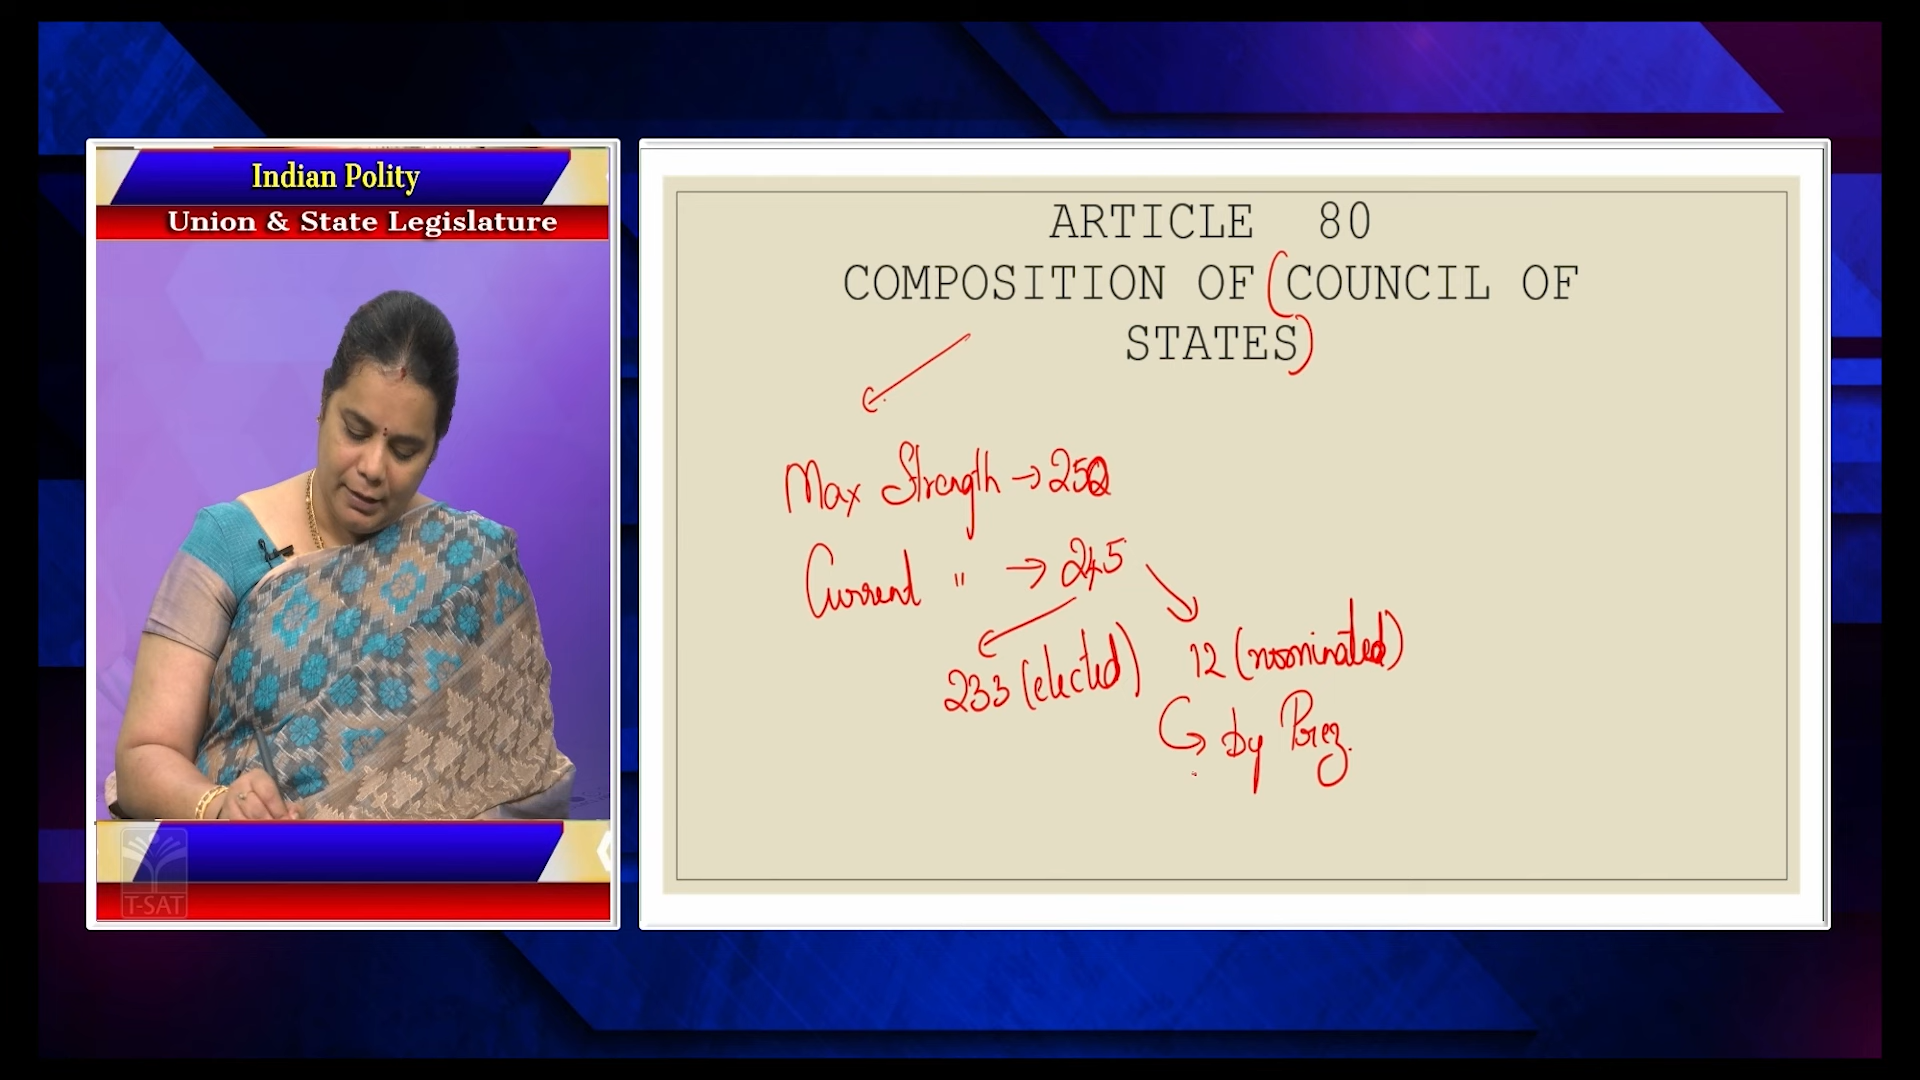 Indian Polity
Union & State Legislature
T-SAT
ARTICLE 80
COMPOSITION OF (COUNCIL OF
STATES)
Max Strength → 250
Current " → 245
233 (elected) 12 (nominated)
by Prez.